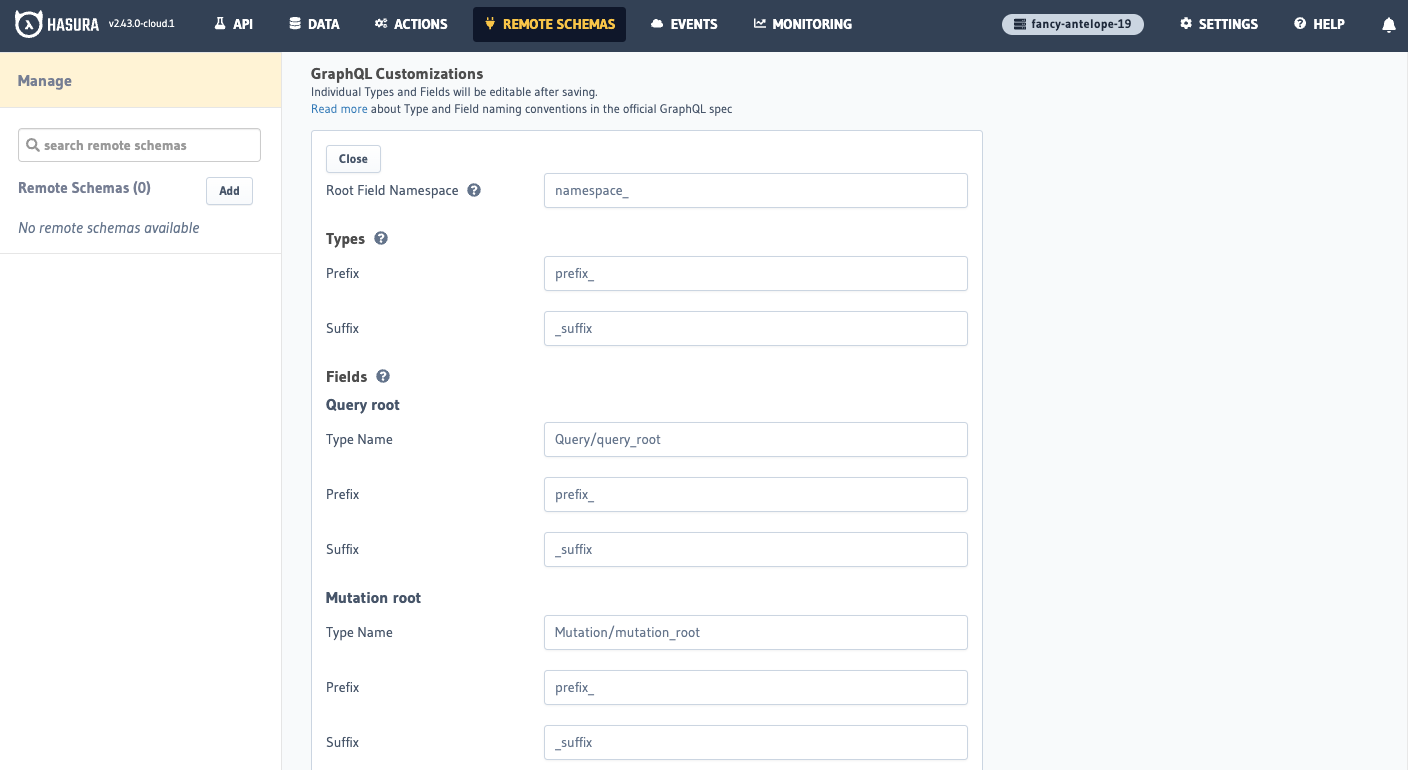 HASURA v2.43.0-cloud.1 API DATA ACTIONS REMOTE SCHEMAS EVENTS MONITORING fancy-antelope-19 SETTINGS HELP
Manage
search remote schemas
Remote Schemas (0) Add
No remote schemas available
GraphQL Customizations
Individual Types and Fields will be editable after saving.
Read more about Type and Field naming conventions in the official GraphQL spec
Close
Root Field Namespace namespace_
Types
Prefix prefix_
Suffix _suffix
Fields
Query root
Type Name Query/query_root
Prefix prefix_
Suffix _suffix
Mutation root
Type Name Mutation/mutation_root
Prefix prefix_
Suffix _suffix